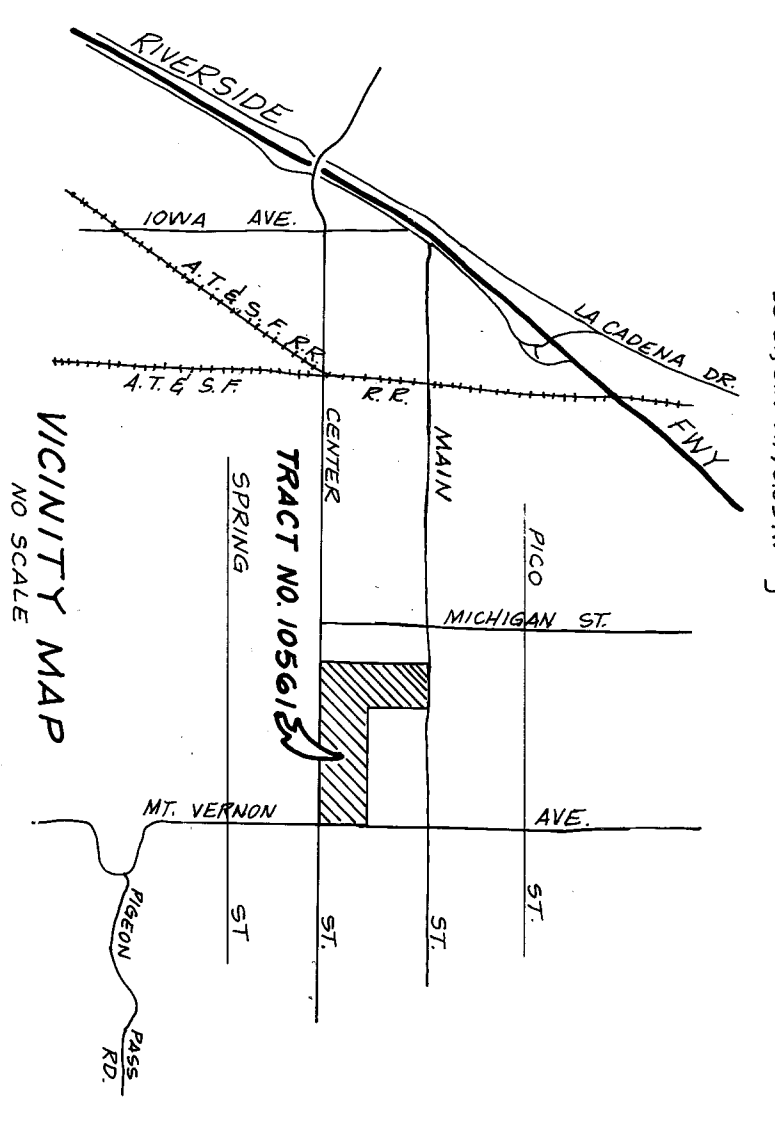 RIVERSIDE
IOWA AVE.
A.T. & S.F. R.R.
LA CADENA DR.
A.T. & S.F. R.R.
FWY
CENTER
MAIN
SPRING
PICO
TRACT NO. 10561
MICHIGAN ST.
VICINITY MAP
NO SCALE
MT. VERNON AVE.
ST
ST.
ST.
ST.
PIGEON
PASS
RD.